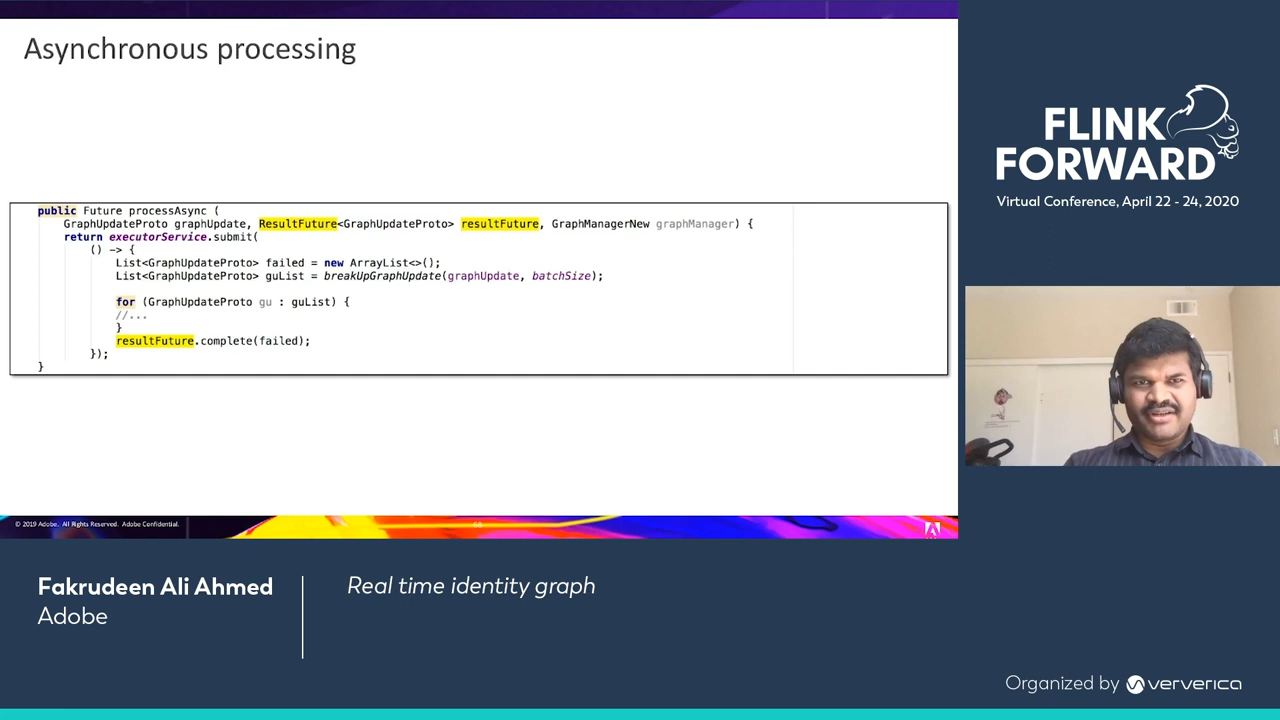 Asynchronous processing
public Future processAsync (
GraphUpdateProto graphUpdate, ResultFuture<GraphUpdateProto> resultFuture, GraphManagerNew graphManager) {
return executorService.submit(
() -> {
List<GraphUpdateProto> failed = new ArrayList<>();
List<GraphUpdateProto> guList = breakUpGraphUpdate(graphUpdate, batchSize);
for (GraphUpdateProto gu : guList) {
//...
}
resultFuture.complete(failed);
});
}
© 2019 Adobe. All Rights Reserved. Adobe Confidential.
FLINK
FORWARD
Virtual Conference, April 22 - 24, 2020
Fakrudeen Ali Ahmed
Adobe
Real time identity graph
Organized by ververica